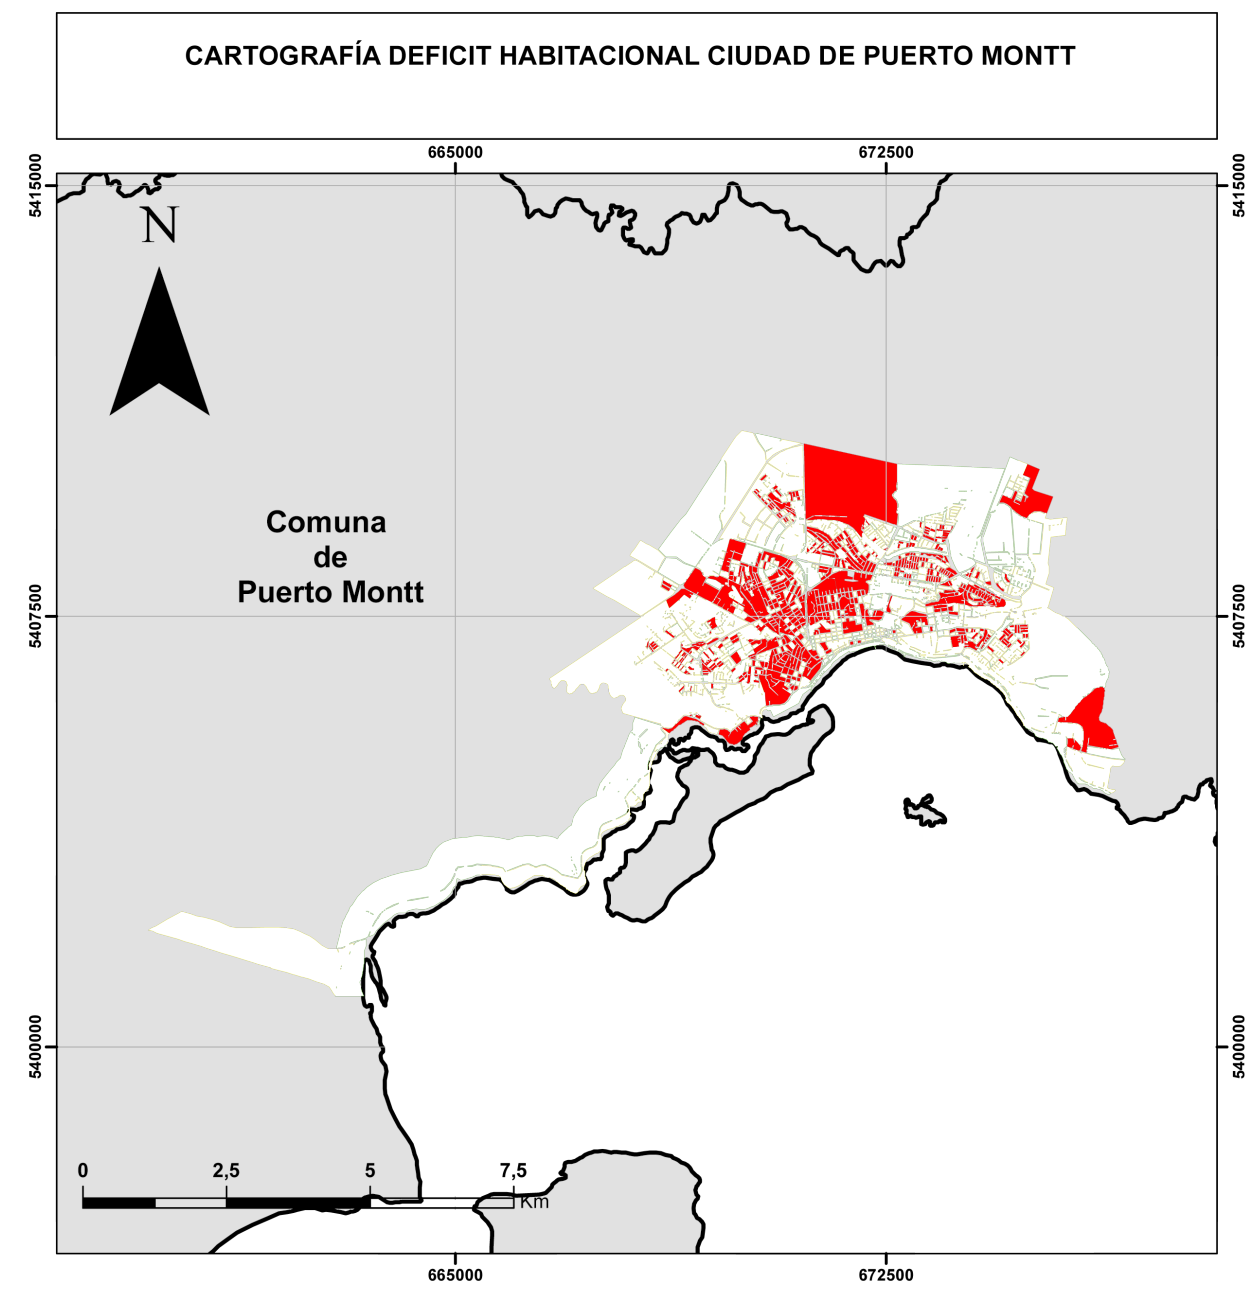 CARTOGRAFÍA DEFICIT HABITACIONAL CIUDAD DE PUERTO MONTT
665000
672500
5415000
5415000
N
Comuna
de
Puerto Montt
5407500
5407500
5400000
5400000
0
2,5
5
7,5
Km
665000
672500